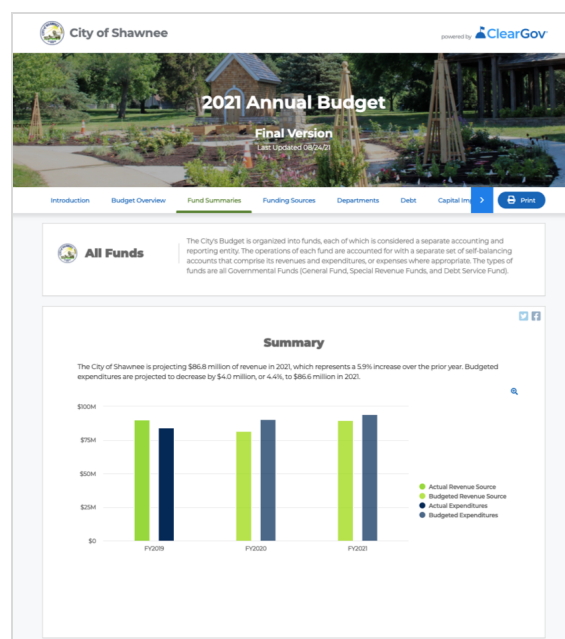 City of Shawnee
powered by ClearGov
2021 Annual Budget
Final Version
Last Updated 08/24/21
Introduction Budget Overview Fund Summaries Funding Sources Departments Debt Capital Im > Print
All Funds
The City's Budget is organized into funds, each of which is considered a separate accounting and
reporting entity. The operations of each fund are accounted for with a separate set of self-balancing
accounts that comprise its revenues and expenditures, or expenses where appropriate. The types of
funds are all Governmental Funds (General Fund, Special Revenue Funds, and Debt Service Fund).
Summary
The City of Shawnee is projecting $86.8 million of revenue in 2021, which represents a 5.9% increase over the prior year. Budgeted
expenditures are projected to decrease by $4.0 million, or 4.4%, to $86.6 million in 2021.
$100M
$75M
$50M
$25M
$0
FY2019 FY2020 FY2021
Actual Revenue Source
Budgeted Revenue Source
Actual Expenditures
Budgeted Expenditures